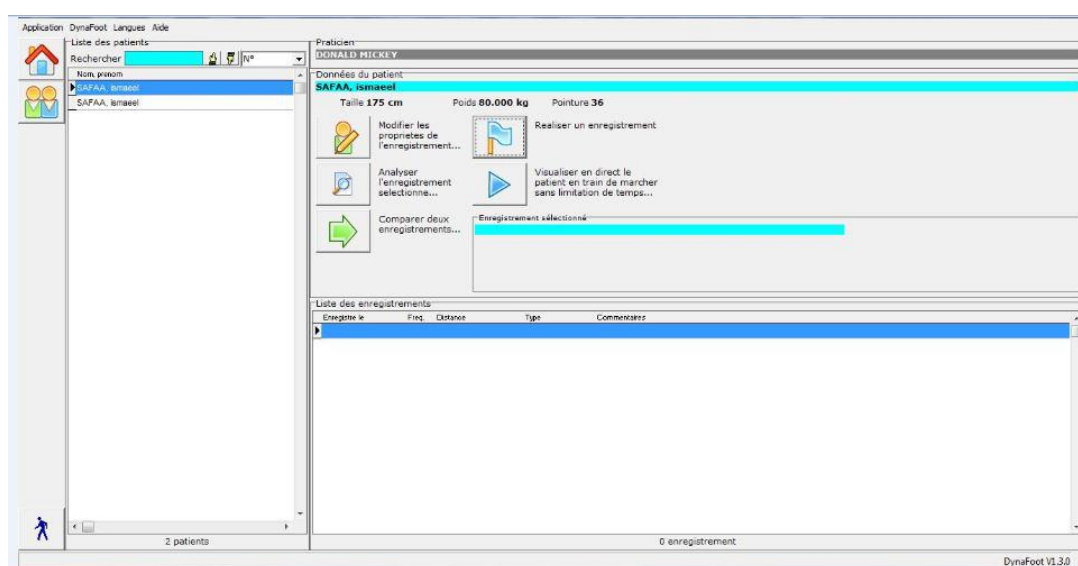 Application DynaFoot Langues Aide
Liste des patients
Rechercher N°
Nom, prenom
SAFAA, ismaeel
SAFAA, ismaeel
2 patients
Praticien
DONALD MICKEY
Données du patient
SAFAA, ismaeel
Taille 175 cm Poids 80.000 kg Pointure 36
Modifier les
proprietes de
l'enregistrement...
Realiser un enregistrement
Analyser
l'enregistrement
selectionne...
Visualiser en direct le
patient en train de marcher
sans limitation de temps...
Comparer deux
enregistrements...
Enregistrement sélectionné
Liste des enregistrements
Enregistre le Freq. Distance Type Commentaires
0 enregistrement
DynaFoot V1.3.0